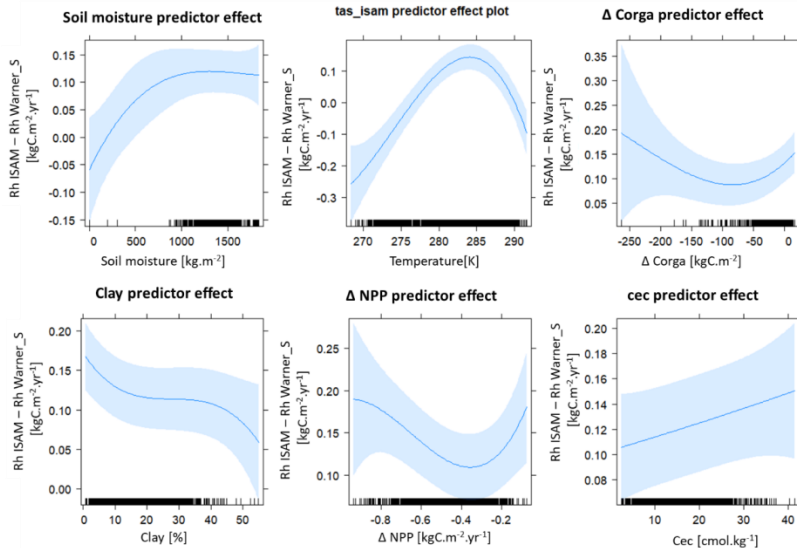 Soil moisture predictor effect
Rh ISAM – Rh Warner_S
[kgC.m⁻².yr⁻¹]
0.15
0.10
0.05
0.00
-0.05
-0.15
0
500
1000
1500
Soil moisture [kg.m⁻²]
tas_isam predictor effect plot
Rh ISAM – Rh Warner_S
[kgC.m⁻².yr⁻¹]
0.1
0.0
-0.1
-0.3
270
275
280
284
290
Temperature[K]
Δ Corga predictor effect
Rh ISAM – Rh Warner_S
[kgC.m⁻².yr⁻¹]
0.35
0.30
0.25
0.20
0.15
0.10
0.05
-250
-200
-150
-100
-50
0
Δ Corga [kgC.m⁻²]
Clay predictor effect
Rh ISAM – Rh Warner_S
[kgC.m⁻².yr⁻¹]
0.20
0.15
0.10
0.05
0.00
0
10
20
30
40
50
Clay [%]
Δ NPP predictor effect
Rh ISAM – Rh Warner_S
[kgC.m⁻².yr⁻¹]
0.25
0.20
0.15
0.10
-0.8
-0.6
-0.4
-0.2
Δ NPP [kgC.m⁻².yr⁻¹]
cec predictor effect
Rh ISAM – Rh Warner_S
[kgC.m⁻².yr⁻¹]
0.20
0.18
0.16
0.14
0.12
0.10
0.08
10
20
30
40
Cec [cmol.kg⁻¹]